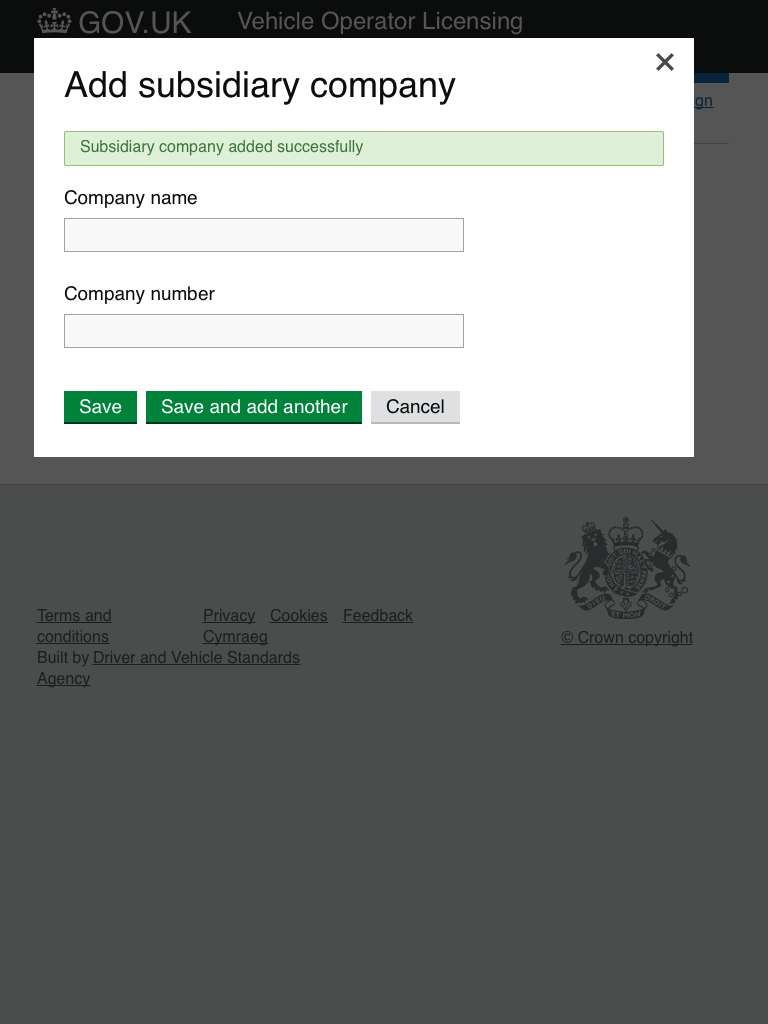 GOV.UK Vehicle Operator Licensing
Add subsidiary company
gn
Subsidiary company added successfully
Company name
Company number
Save Save and add another Cancel
Terms and conditions
Privacy Cookies Feedback
Cymraeg
Built by Driver and Vehicle Standards
Agency
© Crown copyright